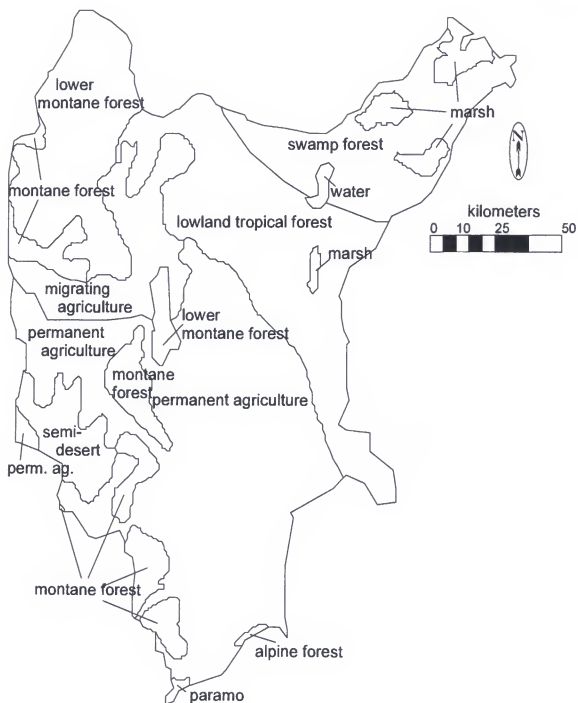 lower
montane forest
marsh
swamp forest
N
montane forest
water
kilometers
0 10 25 50
lowland tropical forest
marsh
migrating
agriculture
lower
montane forest
permanent
agriculture
montane
forest
permanent agriculture
semi-
desert
perm. ag.
montane forest
alpine forest
paramo